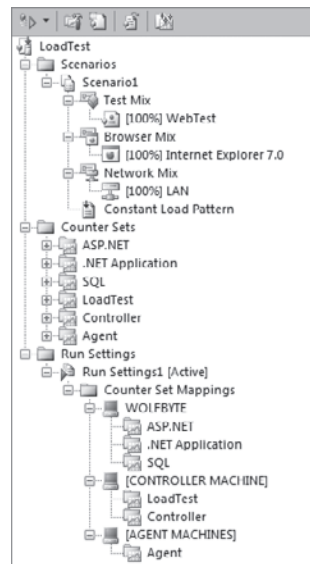 LoadTest
Scenarios
Scenario1
Test Mix
[100%] WebTest
Browser Mix
[100%] Internet Explorer 7.0
Network Mix
[100%] LAN
Constant Load Pattern
Counter Sets
ASP.NET
.NET Application
SQL
LoadTest
Controller
Agent
Run Settings
Run Settings1 [Active]
Counter Set Mappings
WOLFBYTE
ASP.NET
.NET Application
SQL
[CONTROLLER MACHINE]
LoadTest
Controller
[AGENT MACHINES]
Agent